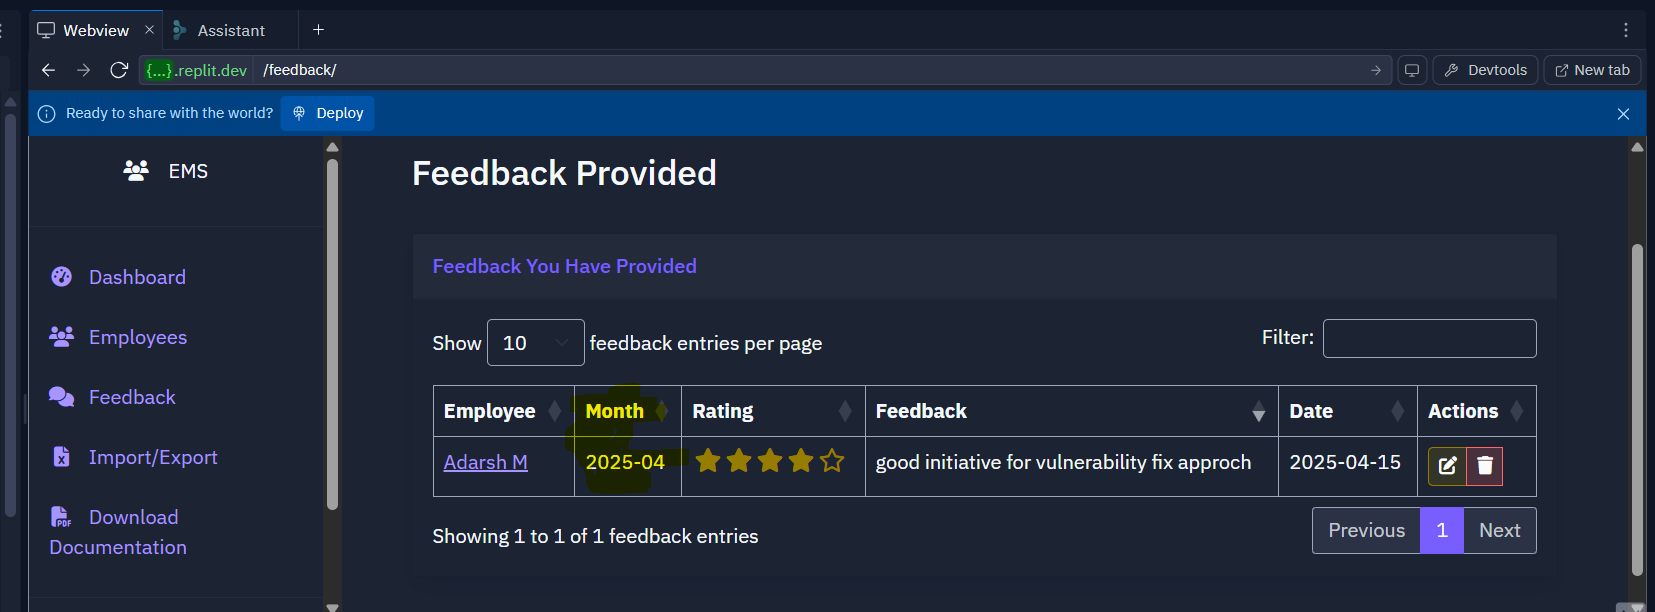 Webview
Assistant
{...}.replit.dev /feedback/
Devtools
New tab
Ready to share with the world? Deploy
EMS
Dashboard
Employees
Feedback
Import/Export
PDF Download
Documentation
Feedback Provided
Feedback You Have Provided
Show 10 feedback entries per page
Filter:
Employee Month Rating Feedback Date Actions
Adarsh M 2025-04 good initiative for vulnerability fix approch 2025-04-15
Showing 1 to 1 of 1 feedback entries
Previous 1 Next